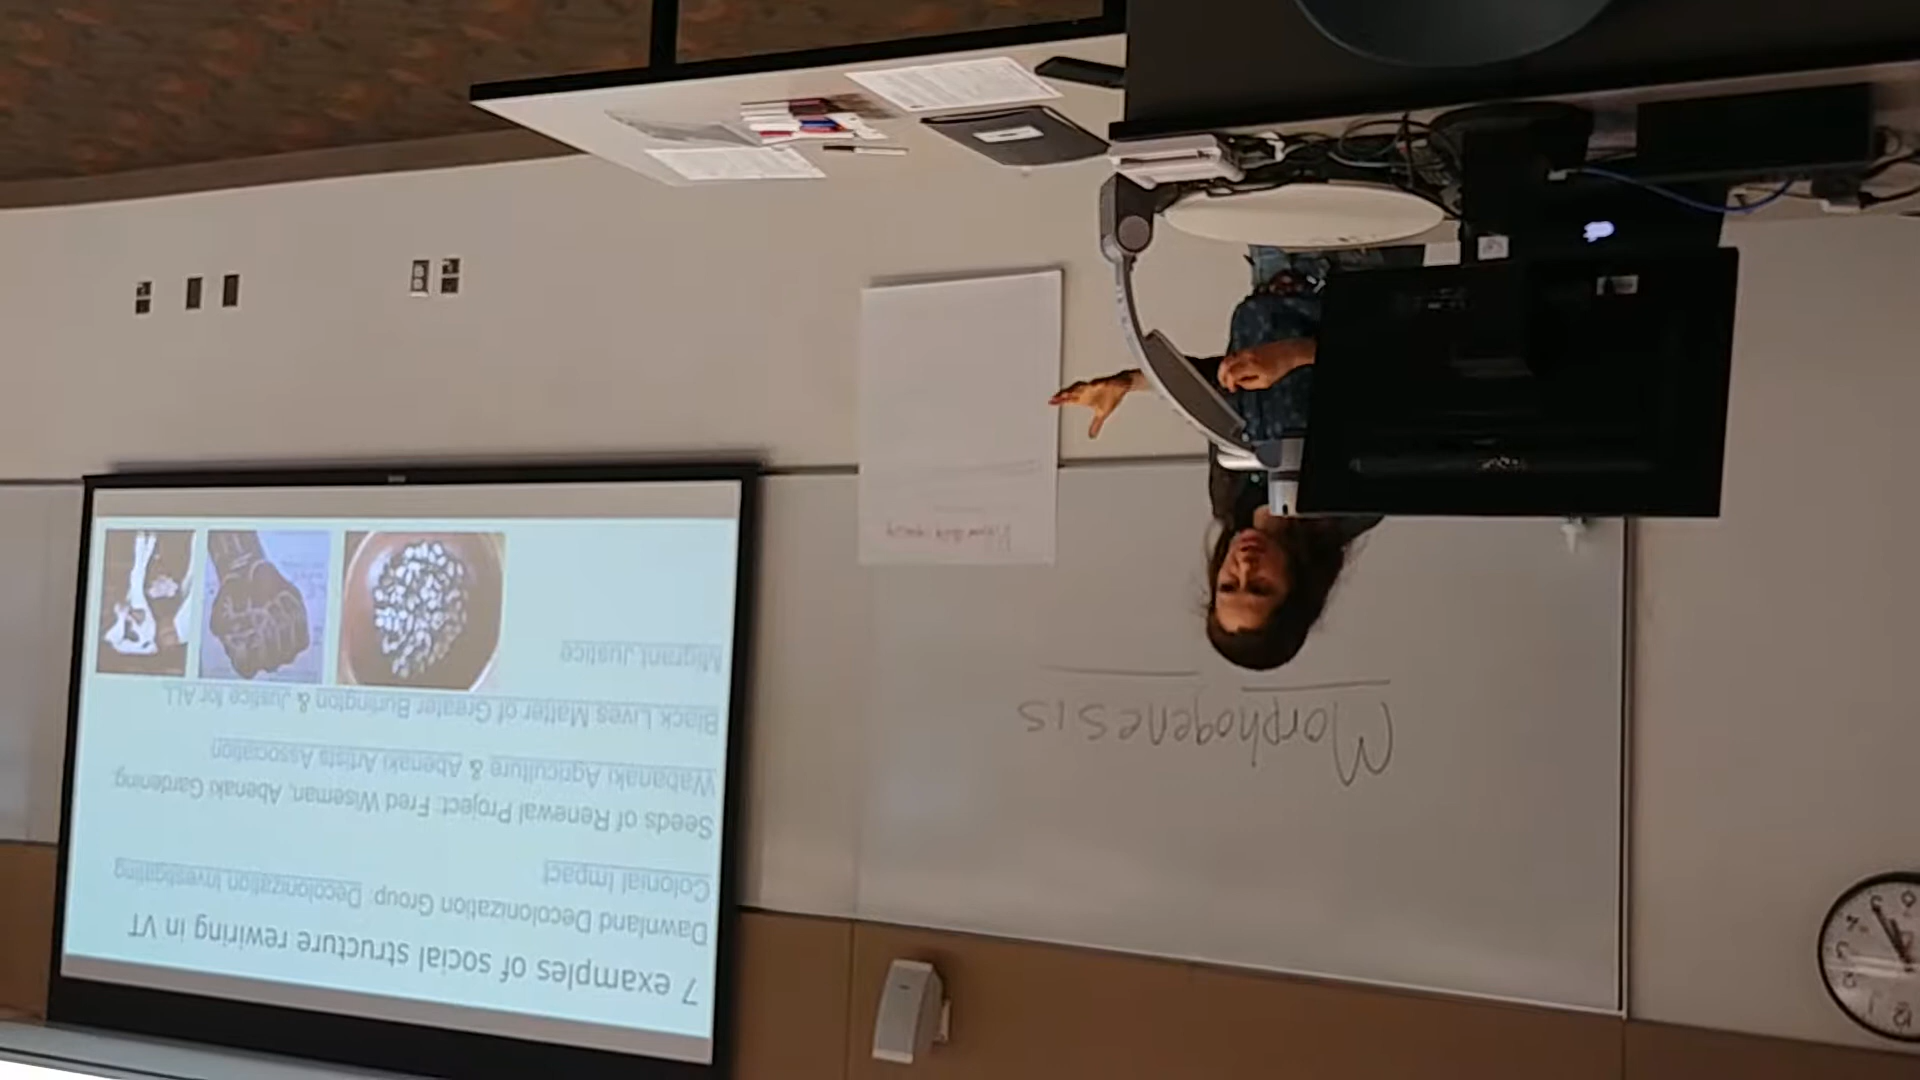 7 examples of social structure rewiring in VT
Dawnland Decolonization Group: Decolonization Investigating
Colonial Impact
Seeds of Renewal Project: Fred Wiseman, Abenaki Gardening
Wabanaki Agriculture & Abenaki Artists Association
Black Lives Matter of Greater Burlington & Justice for ALL
Migrant Justice
Morphogenesis